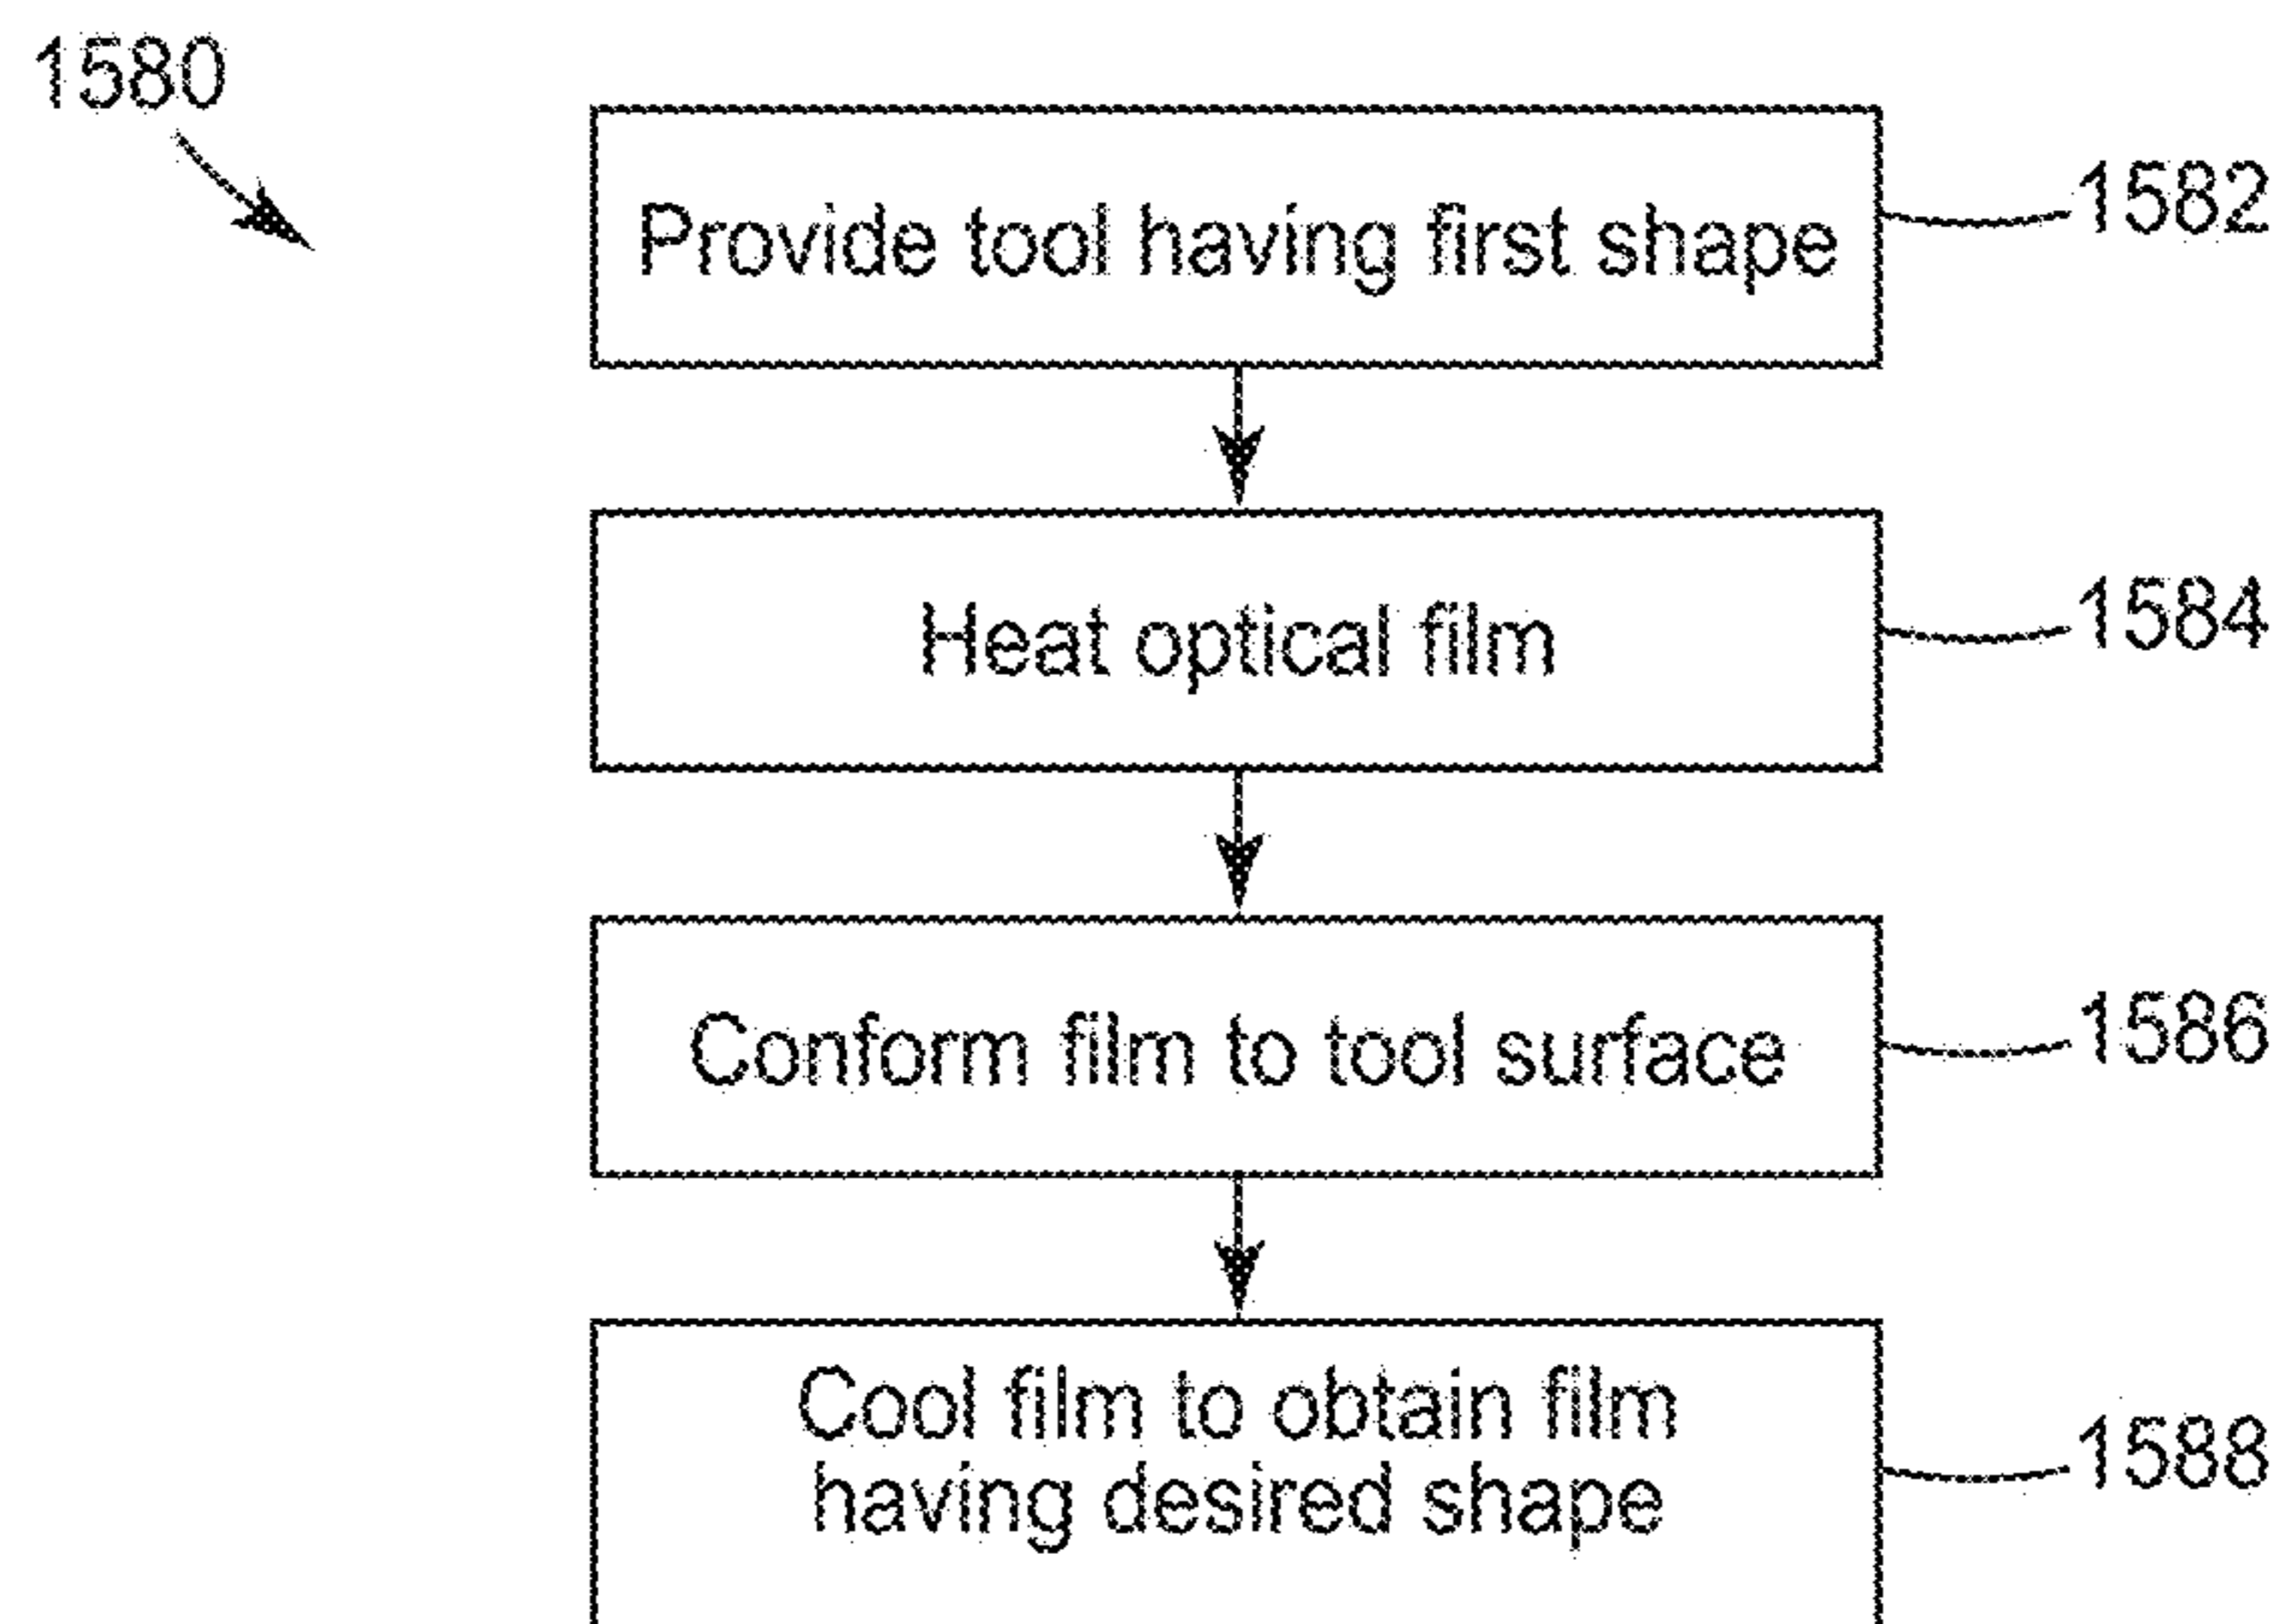 1580
Provide tool having first shape
1582
Heat optical film
1584
Conform film to tool surface
1586
Cool film to obtain film
having desired shape
1588